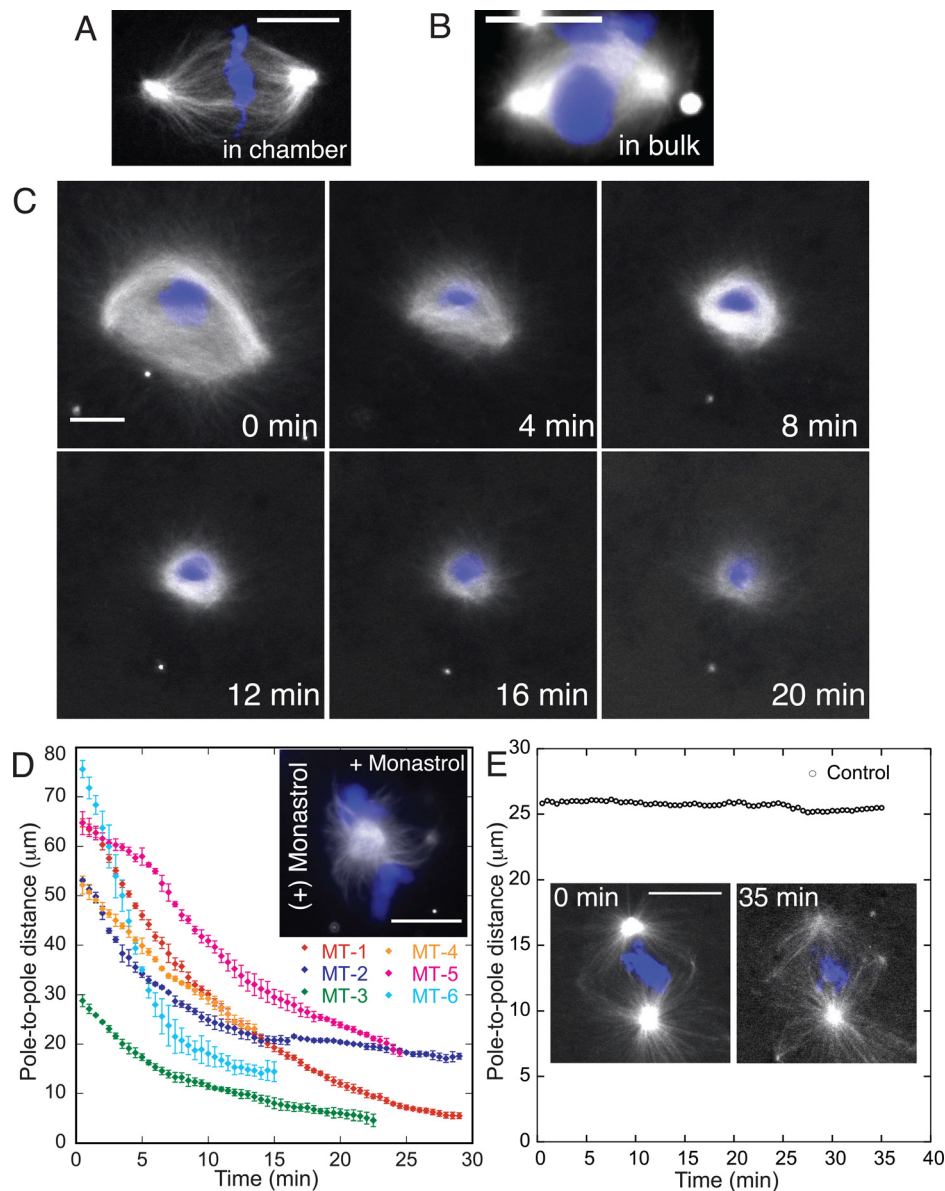 A
in chamber
B
in bulk
C
0 min
4 min
8 min
12 min
16 min
20 min
D
Pole-to-pole distance (μm)
80
70
60
50
40
30
20
10
0
0 5 10 15 20 25 30
Time (min)
(+) Monastrol
+ Monastrol
MT-1 MT-4
MT-2 MT-5
MT-3 MT-6
E
Pole-to-pole distance (μm)
30
25
20
15
10
5
0
0 5 10 15 20 25 30 35 40
Time (min)
Control
0 min
35 min